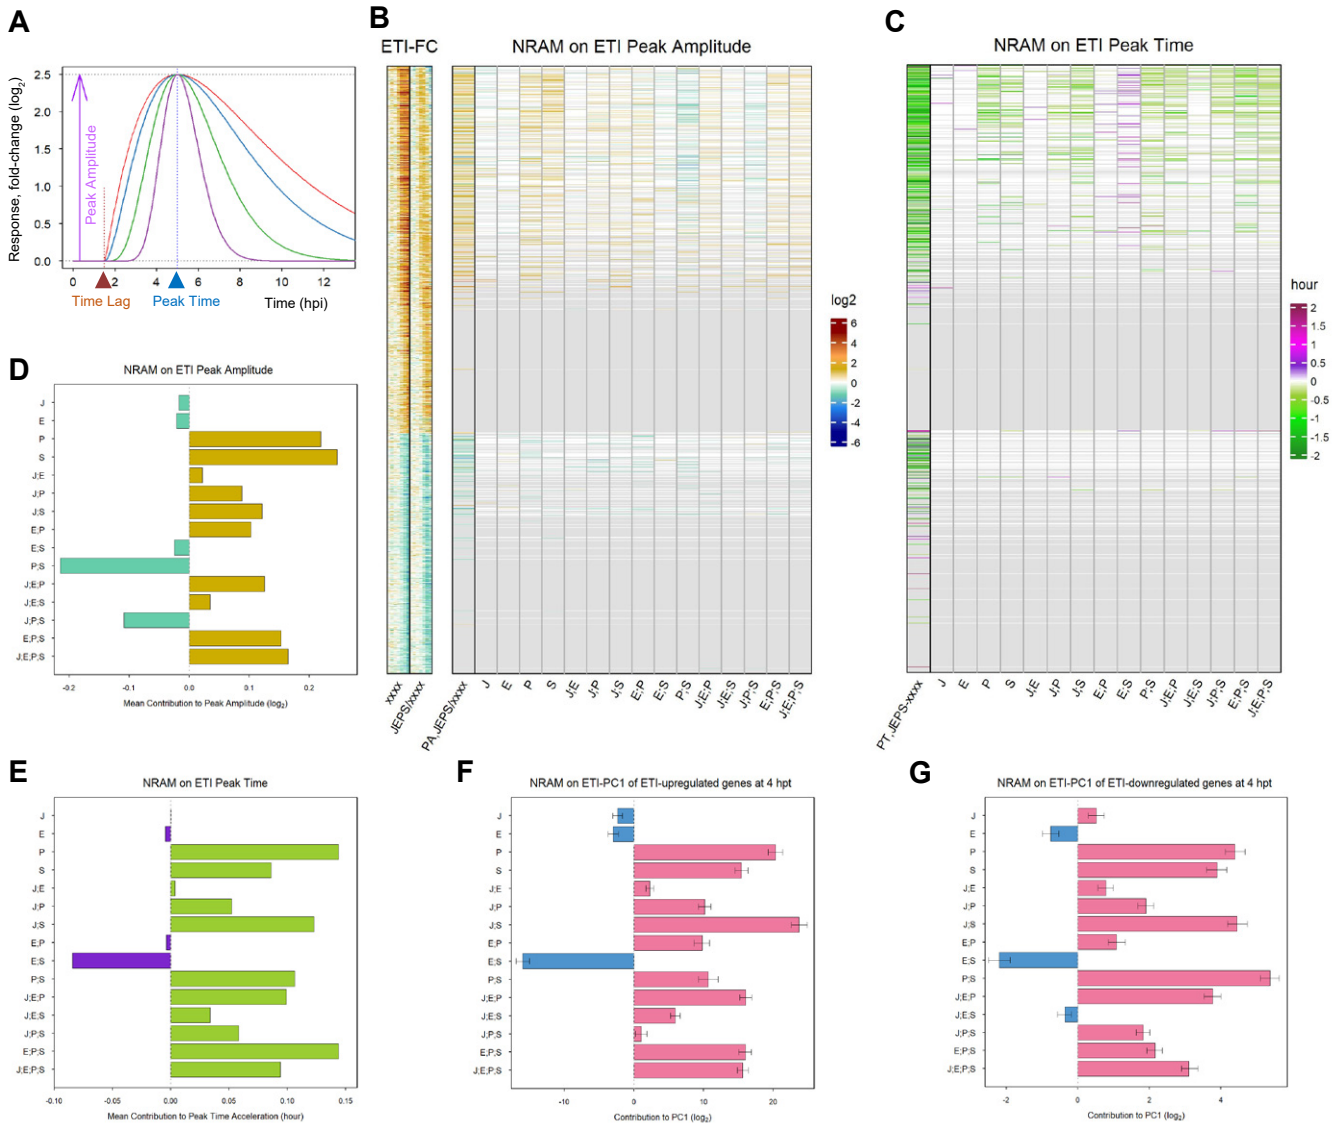 A
Response, fold-change (log2)
2.5
2.0
1.5
1.0
0.5
0.0
Peak Amplitude
0 2 4 6 8 10 12
Time Lag
Peak Time
Time (hpi)
B
ETI-FC
NRAM on ETI Peak Amplitude
log2
6
4
2
0
-2
-4
-6
xxxx
JEPS/xxxx
PA,JEPS/xxxx
J
E
P
S
J;E
J;P
J;S
E;P
E;S
P;S
J;E;P
J;E;S
J;P;S
E;P;S
J;E;P;S
C
NRAM on ETI Peak Time
hour
2
1.5
1
0.5
0
-0.5
-1
-1.5
-2
PT,JEPS-xxxx
J
E
P
S
J;E
J;P
J;S
E;P
E;S
P;S
J;E;P
J;E;S
J;P;S
E;P;S
J;E;P;S
D
NRAM on ETI Peak Amplitude
J
E
P
S
J;E
J;P
J;S
E;P
E;S
P;S
J;E;P
J;E;S
J;P;S
E;P;S
J;E;P;S
-0.2 -0.1 0.0 0.1 0.2
Mean Contribution to Peak Amplitude (log2)
E
NRAM on ETI Peak Time
J
E
P
S
J;E
J;P
J;S
E;P
E;S
P;S
J;E;P
J;E;S
J;P;S
E;P;S
J;E;P;S
-0.10 -0.05 0.00 0.05 0.10 0.15
Mean Contribution to Peak Time Acceleration (hour)
F
NRAM on ETI-PC1 of ETI-upregulated genes at 4 hpt
J
E
P
S
J;E
J;P
J;S
E;P
E;S
P;S
J;E;P
J;E;S
J;P;S
E;P;S
J;E;P;S
-10 0 10 20
Contribution to PC1 (log2)
G
NRAM on ETI-PC1 of ETI-downregulated genes at 4 hpt
J
E
P
S
J;E
J;P
J;S
E;P
E;S
P;S
J;E;P
J;E;S
J;P;S
E;P;S
J;E;P;S
-2 0 2 4
Contribution to PC1 (log2)